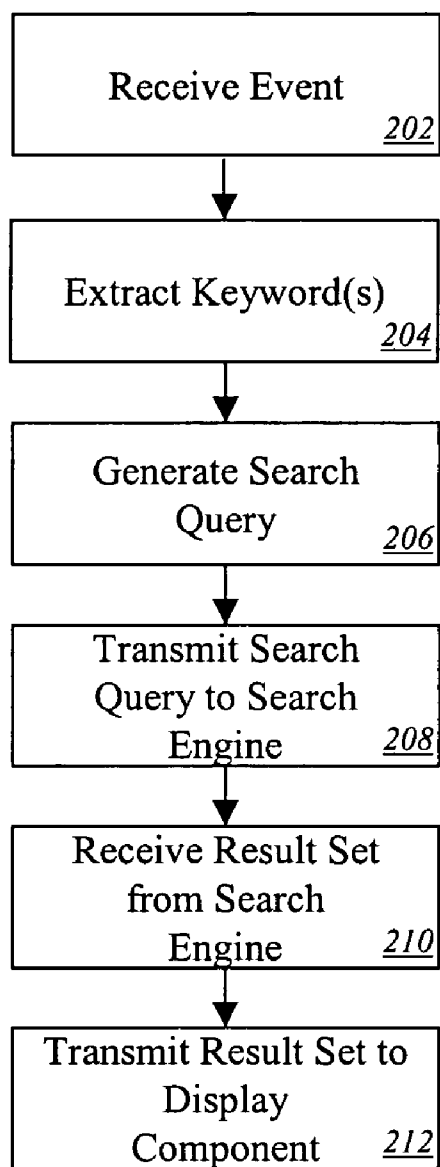 Receive Event
202
Extract Keyword(s)
204
Generate Search
Query
206
Transmit Search
Query to Search
Engine
208
Receive Result Set
from Search
Engine
210
Transmit Result Set to
Display
Component
212